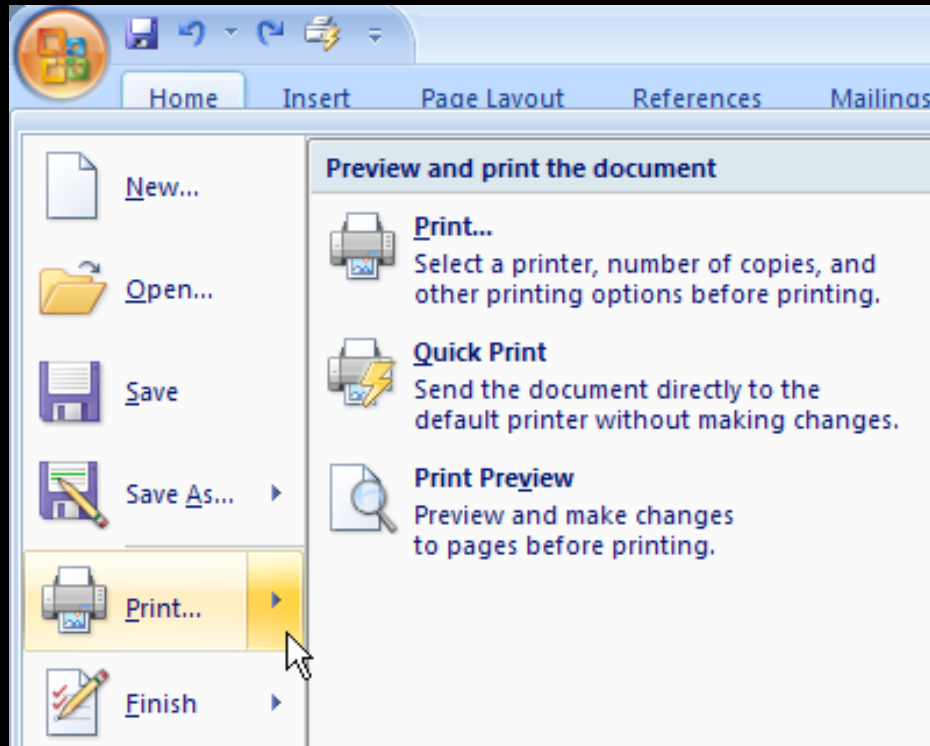 Home Insert Page Layout References Mailings
New...
Open...
Save
Save As...
Print...
Finish
Preview and print the document
Print...
Select a printer, number of copies, and
other printing options before printing.
Quick Print
Send the document directly to the
default printer without making changes.
Print Preview
Preview and make changes
to pages before printing.